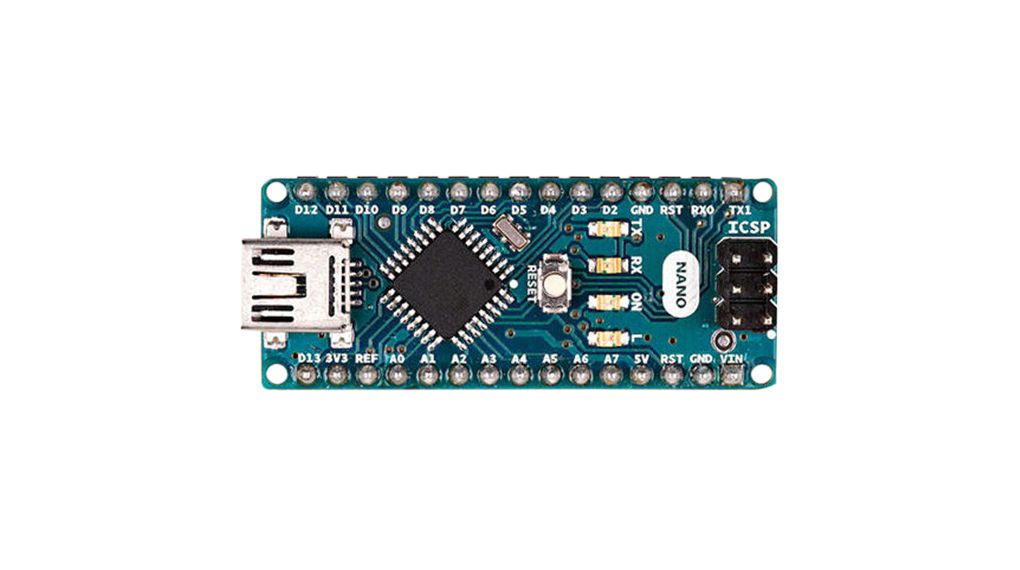 D12 D11 D10 D9 D8 D7 D6 D5 D4 D3 D2 GND RST RX0 TX1
ICSP
TX
RX
RESET
NANO
ON
L
D13 3V3 REF A0 A1 A2 A3 A4 A5 A6 A7 5V RST GND VIN